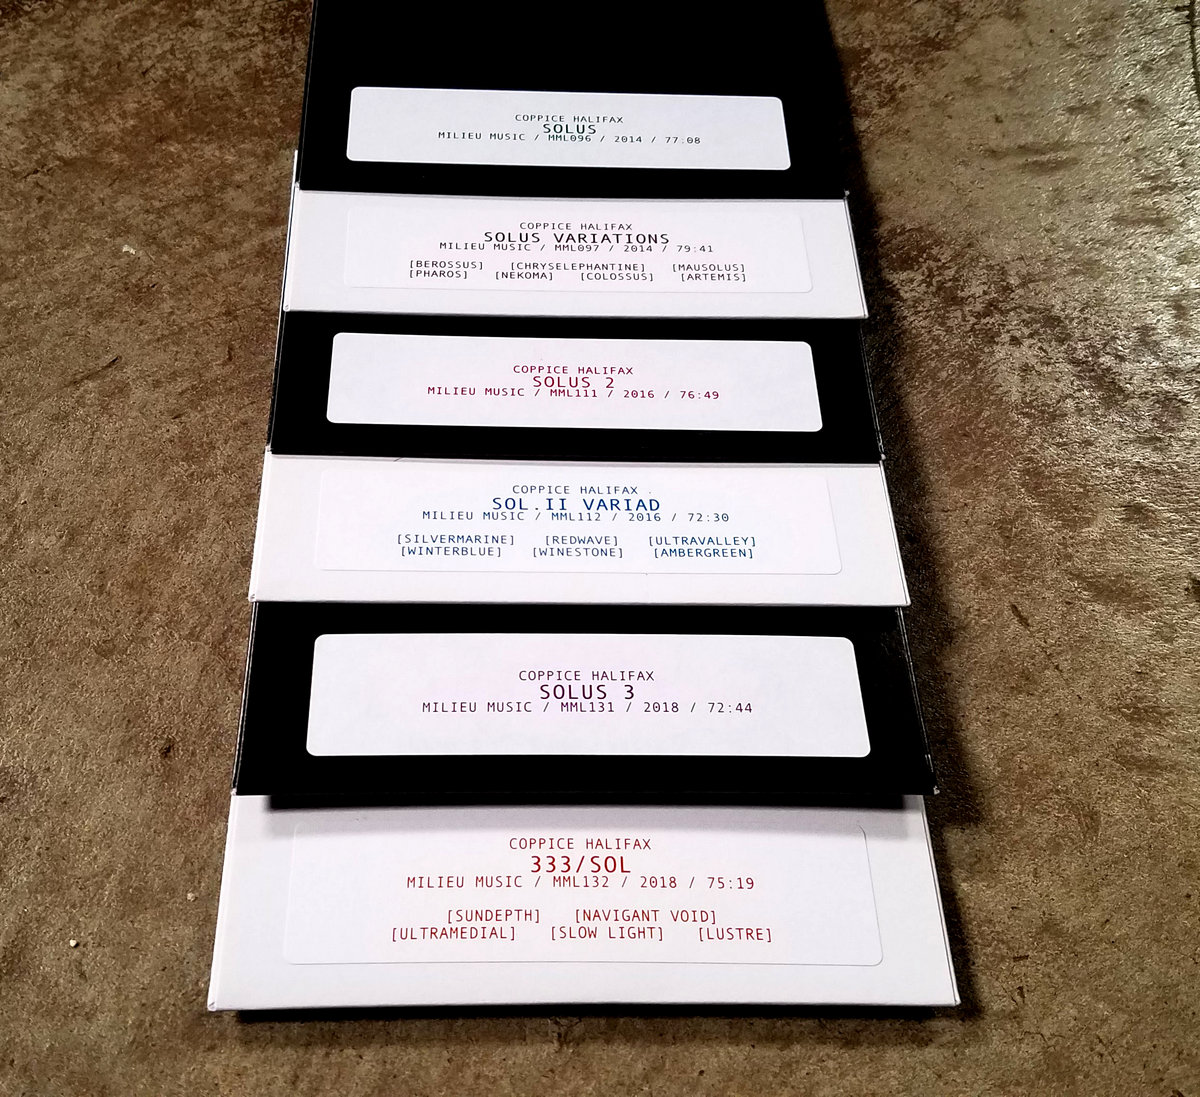 COPPICE HALIFAX
SOLUS
MILIEU MUSIC / MML096 / 2014 / 77:08
COPPICE HALIFAX
SOLUS VARIATIONS
MILIEU MUSIC / MML097 / 2014 / 79:41
[BEROSSUS] [CHRYSELEPHANTINE] [MAUSOLUS]
[PHAROS] [NEKOMA] [COLOSSUS] [ARTEMIS]
COPPICE HALIFAX
SOLUS 2
MILIEU MUSIC / MML111 / 2016 / 76:49
COPPICE HALIFAX
SOL.II VARIAD
MILIEU MUSIC / MML112 / 2016 / 72:30
[SILVERMARINE] [REDWAVE] [ULTRAVALLEY]
[WINTERBLUE] [WINESTONE] [AMBERGREEN]
COPPICE HALIFAX
SOLUS 3
MILIEU MUSIC / MML131 / 2018 / 72:44
COPPICE HALIFAX
333/SOL
MILIEU MUSIC / MML132 / 2018 / 75:19
[SUNDEPTH] [NAVIGANT VOID]
[ULTRAMEDIAL] [SLOW LIGHT] [LUSTRE]